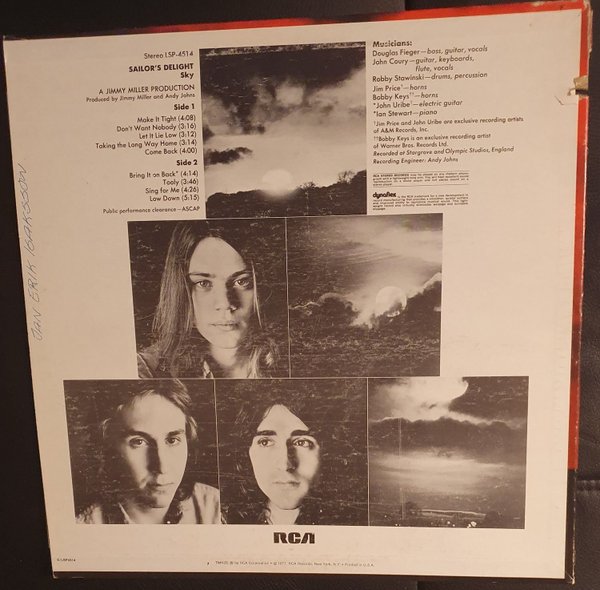 Stereo LSP-4514
SAILOR'S DELIGHT
Sky
A JIMMY MILLER PRODUCTION
Produced by Jimmy Miller and Andy Johns
Side 1
Make It Tight (4:08)
Don't Want Nobody (3:16)
Let It Lie Low (3:12)
Taking the Long Way Home (3:14)
Come Back (4:00)
Side 2
Bring It on Back* (4:14)
Tooly (3:46)
Sing for Me (4:26)
Low Down (5:15)
Public performance clearance—ASCAP
Musicians:
Douglas Fieger—bass, guitar, vocals
John Coury—guitar, keyboards,
flute, vocals
Robby Stawinski—drums, percussion
Jim Price†—horns
Bobby Keys††—horns
*John Uribe†—electric guitar
*Ian Stewart—piano
†Jim Price and John Uribe are exclusive recording artists
of A&M Records, Inc.
††Bobby Keys is an exclusive recording artist
of Warner Bros. Records Ltd.
Recorded at Stargrove and Olympic Studios, England
Recording Engineer: Andy Johns
dynaflex
JAN ERIK ISAKSSON
RCA